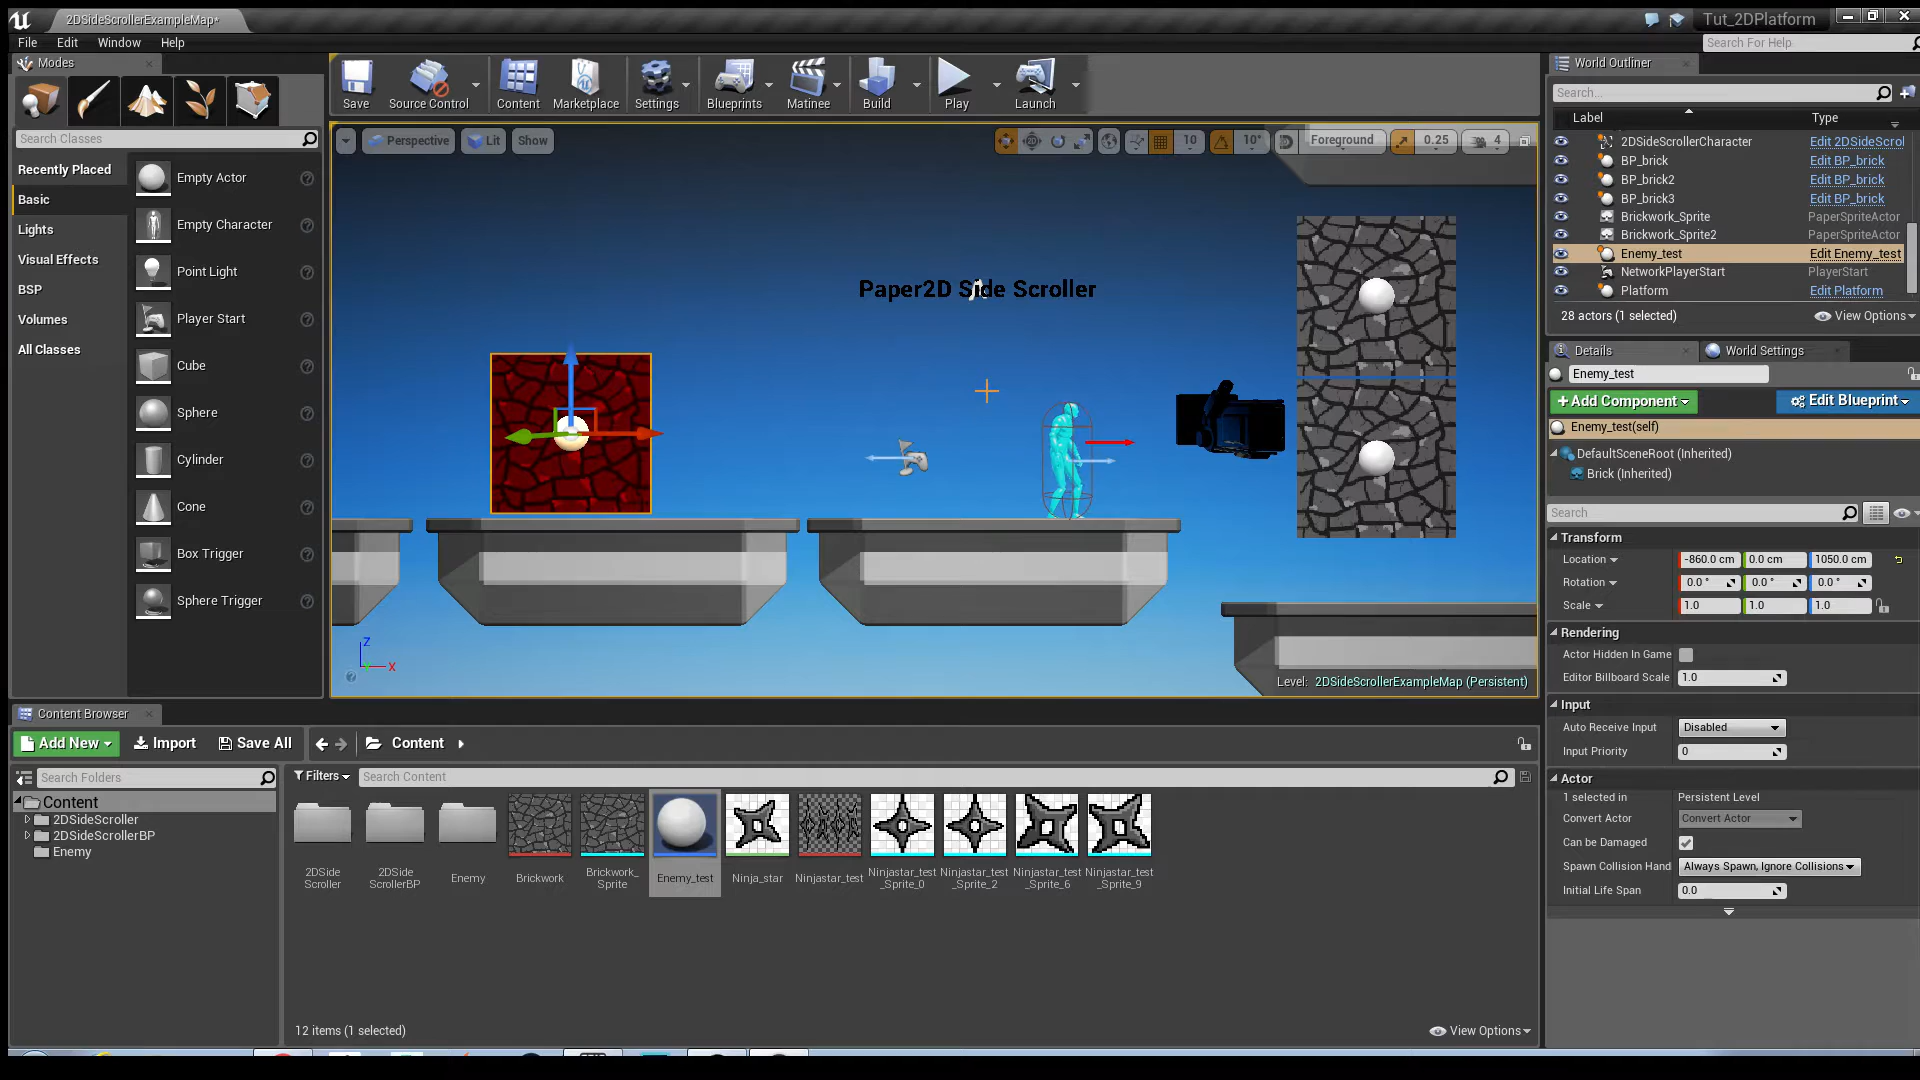 2DSideScrollerExampleMap*
Tut_2DPlatform
File Edit Window Help
Search For Help
Modes
Save
Source Control
Content
Marketplace
Settings
Blueprints
Matinee
Build
Play
Launch
Search Classes
Recently Placed
Basic
Lights
Visual Effects
BSP
Volumes
All Classes
Empty Actor
Empty Character
Point Light
Player Start
Cube
Sphere
Cylinder
Cone
Box Trigger
Sphere Trigger
Perspective Lit Show
10 10° Foreground 0.25 4
Paper2D Side Scroller
Z
X
Level: 2DSideScrollerExampleMap (Persistent)
World Outliner
Search...
Label Type
2DSideScrollerCharacter Edit 2DSideScrol
BP_brick Edit BP_brick
BP_brick2 Edit BP_brick
BP_brick3 Edit BP_brick
Brickwork_Sprite PaperSpriteActor
Brickwork_Sprite2 PaperSpriteActor
Enemy_test Edit Enemy_test
NetworkPlayerStart PlayerStart
Platform Edit Platform
28 actors (1 selected) View Options
Details World Settings
Enemy_test
+Add Component Edit Blueprint
Enemy_test(self)
DefaultSceneRoot (Inherited)
Brick (Inherited)
Search
Transform
Location -860.0 cm 0.0 cm 1050.0 cm
Rotation 0.0 ° 0.0 ° 0.0 °
Scale 1.0 1.0 1.0
Rendering
Actor Hidden In Game
Editor Billboard Scale 1.0
Input
Auto Receive Input Disabled
Input Priority 0
Actor
1 selected in Persistent Level
Convert Actor Convert Actor
Can be Damaged
Spawn Collision Hand Always Spawn, Ignore Collisions
Initial Life Span 0.0
Content Browser
Add New Import Save All Content
Search Folders
Filters Search Content
Content
2DSideScroller
2DSideScrollerBP
Enemy
2DSide
Scroller
2DSide
ScrollerBP
Enemy
Brickwork
Brickwork_
Sprite
Enemy_test
Ninja_star
Ninjastar_test
Ninjastar_test
_Sprite_0
Ninjastar_test
_Sprite_2
Ninjastar_test
_Sprite_6
Ninjastar_test
_Sprite_9
12 items (1 selected)
View Options